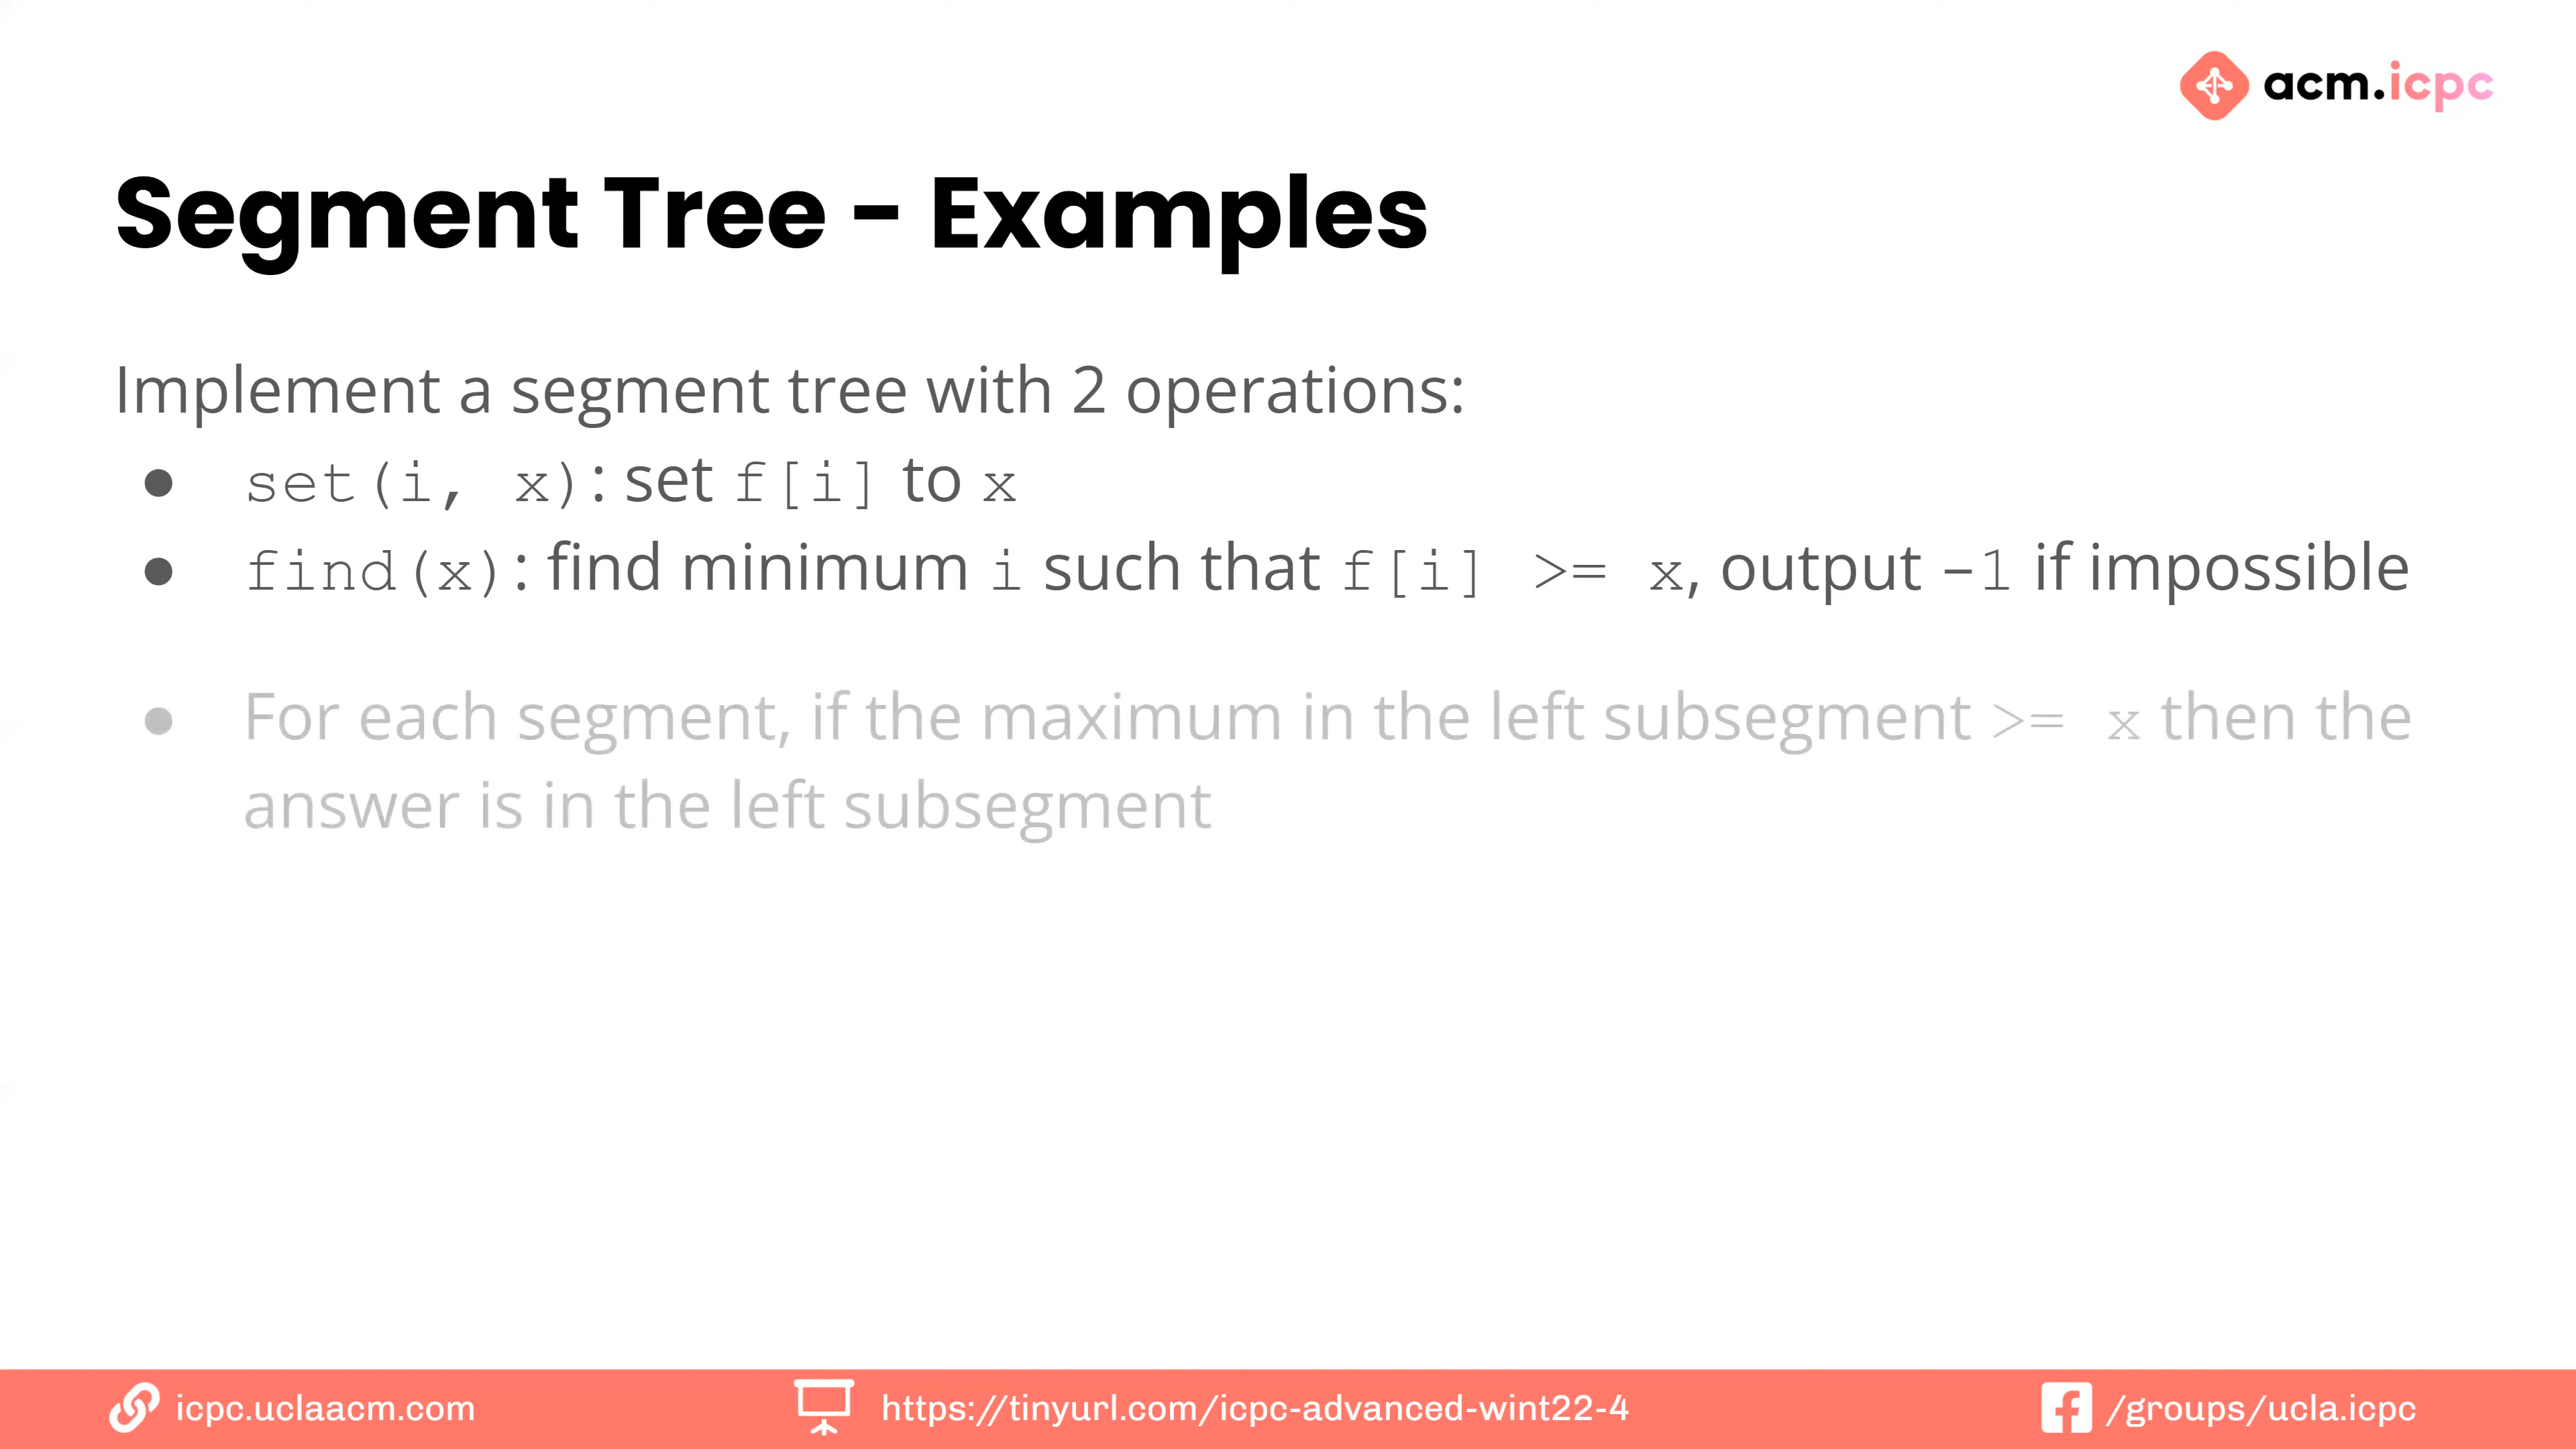 acm.icpc
Segment Tree - Examples
Implement a segment tree with 2 operations:
● set(i, x): set f[i] to x
● find(x): find minimum i such that f[i] >= x, output -1 if impossible
● For each segment, if the maximum in the left subsegment >= x then the
answer is in the left subsegment
icpc.uclaacm.com
https://tinyurl.com/icpc-advanced-wint22-4
/groups/ucla.icpc